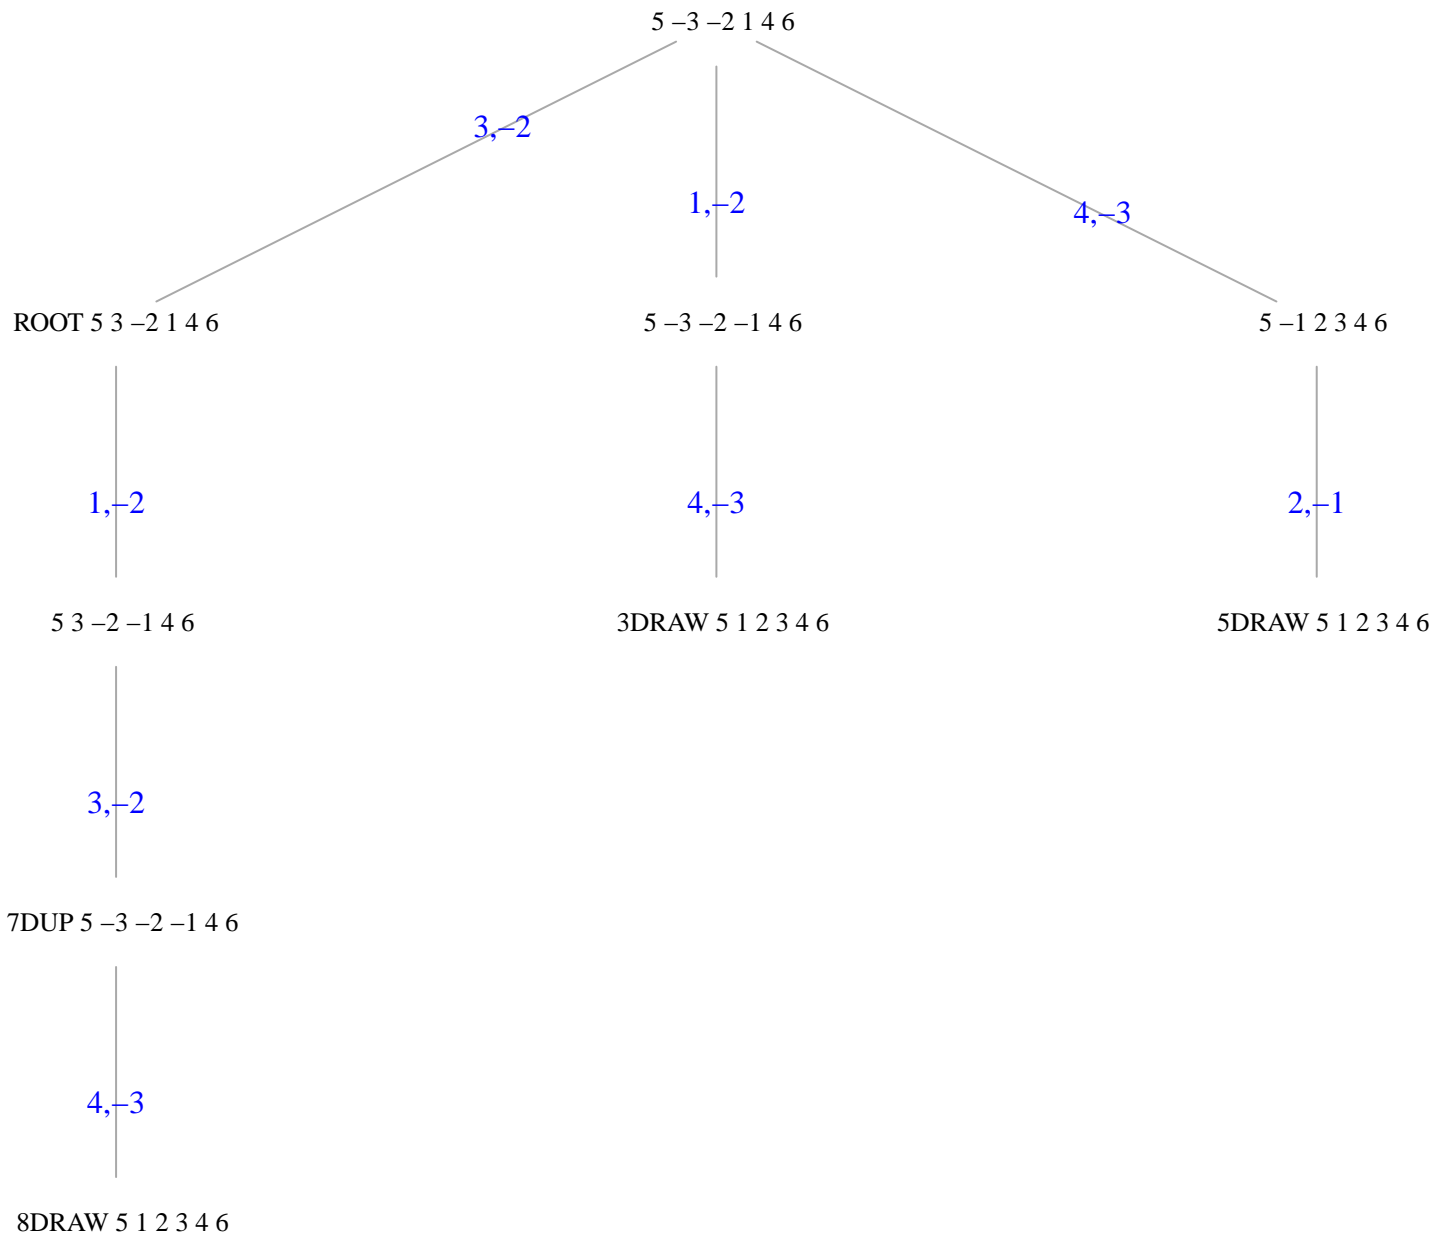 5 –3 –2 1 4 6
3,–2
1,–2
4,–3
ROOT 5 3 –2 1 4 6
5 –3 –2 –1 4 6
5 –1 2 3 4 6
1,–2
4,–3
2,–1
5 3 –2 –1 4 6
3DRAW 5 1 2 3 4 6
5DRAW 5 1 2 3 4 6
3,–2
7DUP 5 –3 –2 –1 4 6
4,–3
8DRAW 5 1 2 3 4 6